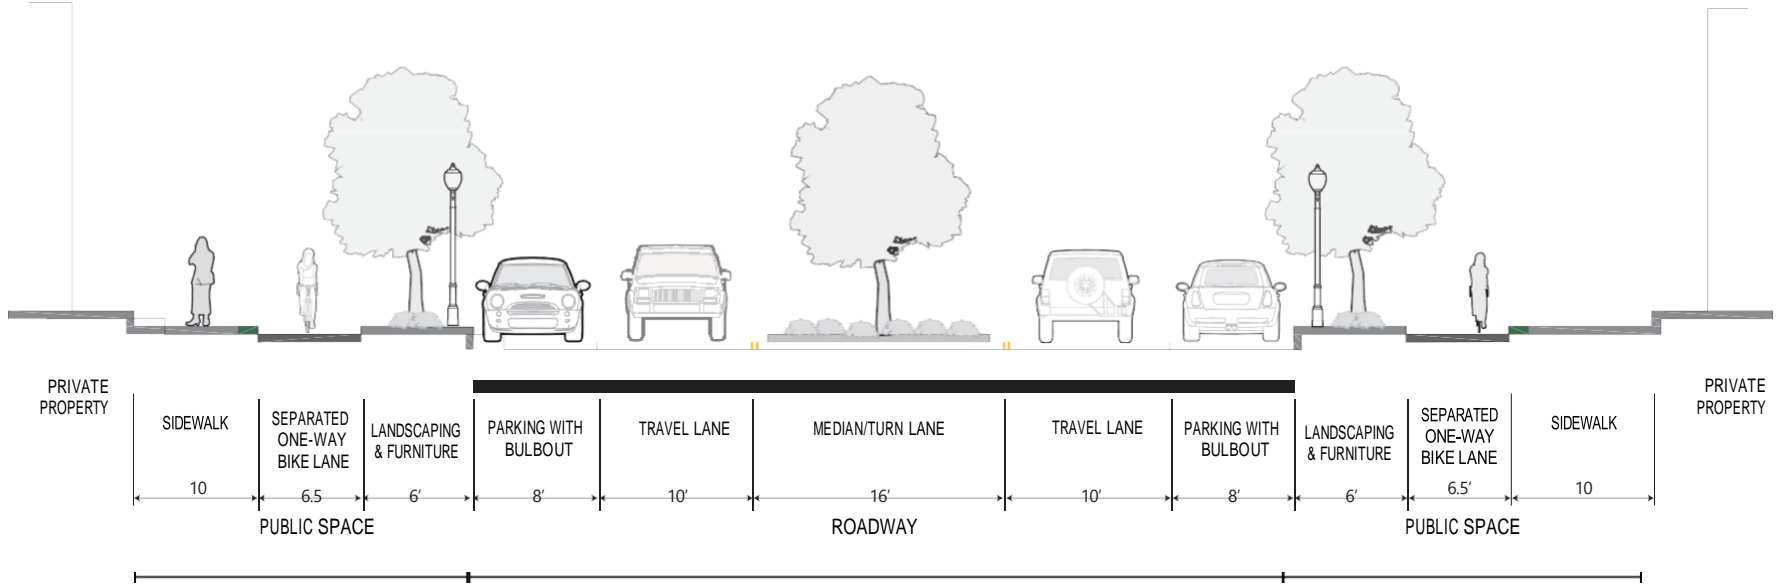 PRIVATE
PROPERTY
SIDEWALK
SEPARATED
ONE-WAY
BIKE LANE
LANDSCAPING
& FURNITURE
PARKING WITH
BULBOUT
TRAVEL LANE
MEDIAN/TURN LANE
TRAVEL LANE
PARKING WITH
BULBOUT
LANDSCAPING
& FURNITURE
SEPARATED
ONE-WAY
BIKE LANE
SIDEWALK
PRIVATE
PROPERTY
10
6.5
6’
8’
10’
16’
10’
8’
6’
6.5’
10
PUBLIC SPACE
ROADWAY
PUBLIC SPACE